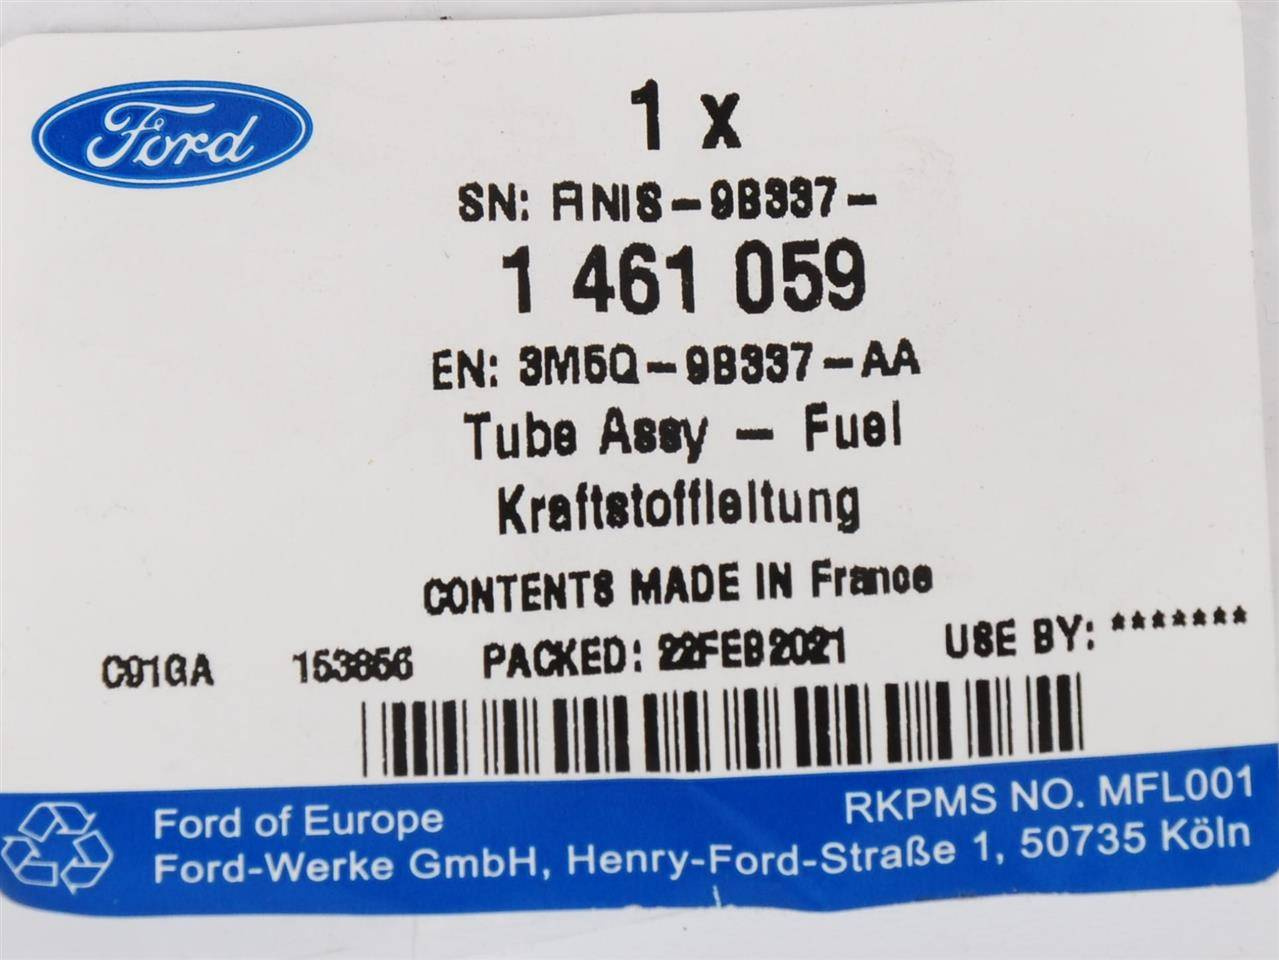 Ford
1 x
SN: FINIS-9B337-
1 461 059
EN: 3M5Q-9B337-AA
Tube Assy - Fuel
Kraftstoffleitung
CONTENTS MADE IN France
C91GA 153856 PACKED: 22FEB2021 USE BY: *******
RKPMS NO. MFL001
Ford of Europe
Ford-Werke GmbH, Henry-Ford-Straße 1, 50735 Köln